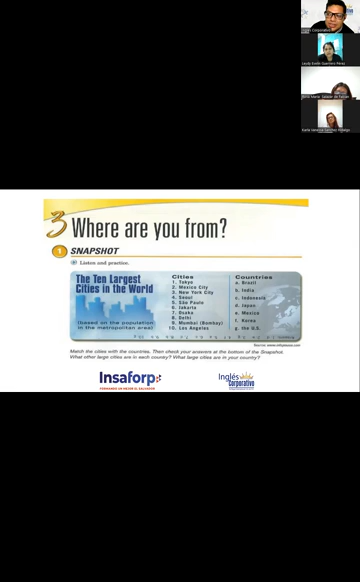 3 Where are you from?
1 SNAPSHOT
Listen and practice.
The Ten Largest
Cities in the World
(based on the population
in the metropolitan area)
Cities
1. Tokyo
2. Mexico City
3. New York City
4. Seoul
5. São Paulo
6. Jakarta
7. Osaka
8. Delhi
9. Mumbai (Bombay)
10. Los Angeles
Countries
a. Brazil
b. India
c. Indonesia
d. Japan
e. Mexico
f. Korea
g. the U.S.
Match the cities with the countries. Then check your answers at the bottom of the Snapshot.
What other large cities are in each country? What large cities are in your country?
Insaforp
Inglés
Corporativo